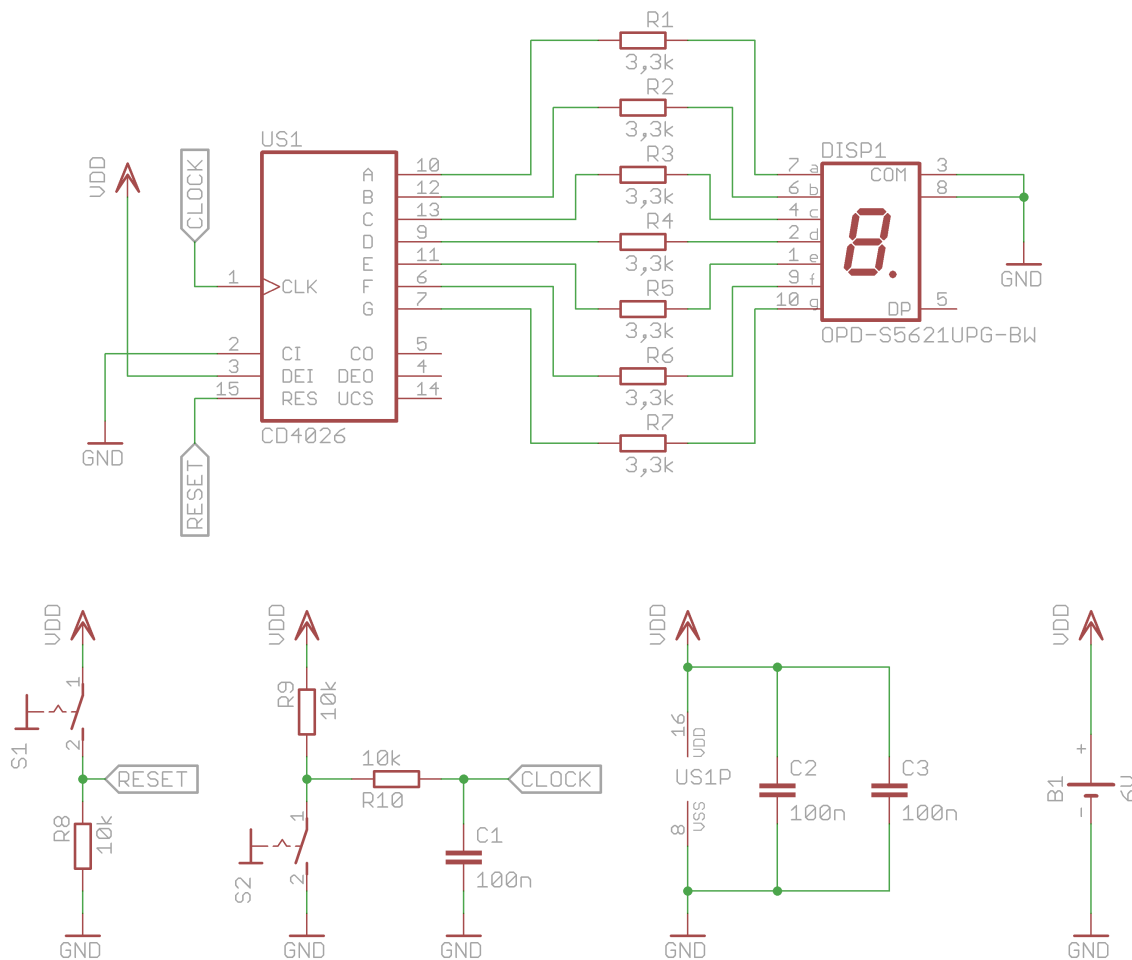 R1
3,3k
R2
3,3k
R3
3,3k
R4
3,3k
R5
3,3k
R6
3,3k
R7
3,3k
VDD
CLOCK
US1
1 CLK
2 CI
3 DEI
15 RES
A 10
B 12
C 13
D 9
E 11
F 6
G 7
CO 5
DEO 4
UCS 14
CD4026
GND
RESET
DISP1
7 a
6 b
4 c
2 d
1 e
9 f
10 g
COM 3
8
DP 5
OPD-S5621UPG-BW
GND
VDD
1
S1
2
RESET
R8
10k
GND
VDD
R9
10k
10k
R10
CLOCK
1
S2
2
C1
100n
GND
GND
VDD
16
VDD
US1P
8
VSS
C2
100n
C3
100n
GND
VDD
+
B1
-
GND